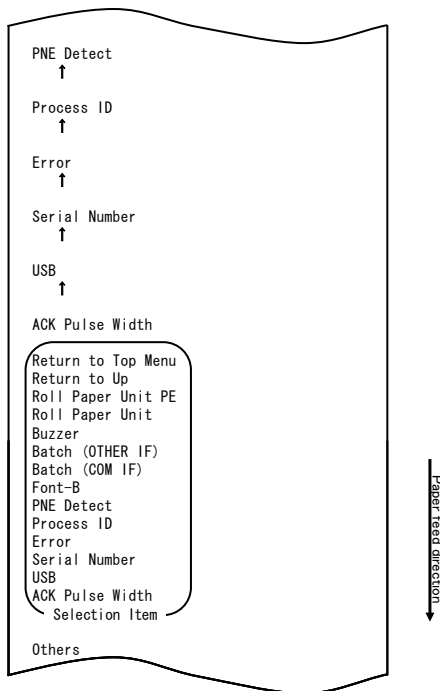 PNE Detect
↑
Process ID
↑
Error
↑
Serial Number
↑
USB
↑
ACK Pulse Width
Return to Top Menu
Return to Up
Roll Paper Unit PE
Roll Paper Unit
Buzzer
Batch (OTHER IF)
Batch (COM IF)
Font-B
PNE Detect
Process ID
Error
Serial Number
USB
ACK Pulse Width
Selection Item
Others
Paper feed direction